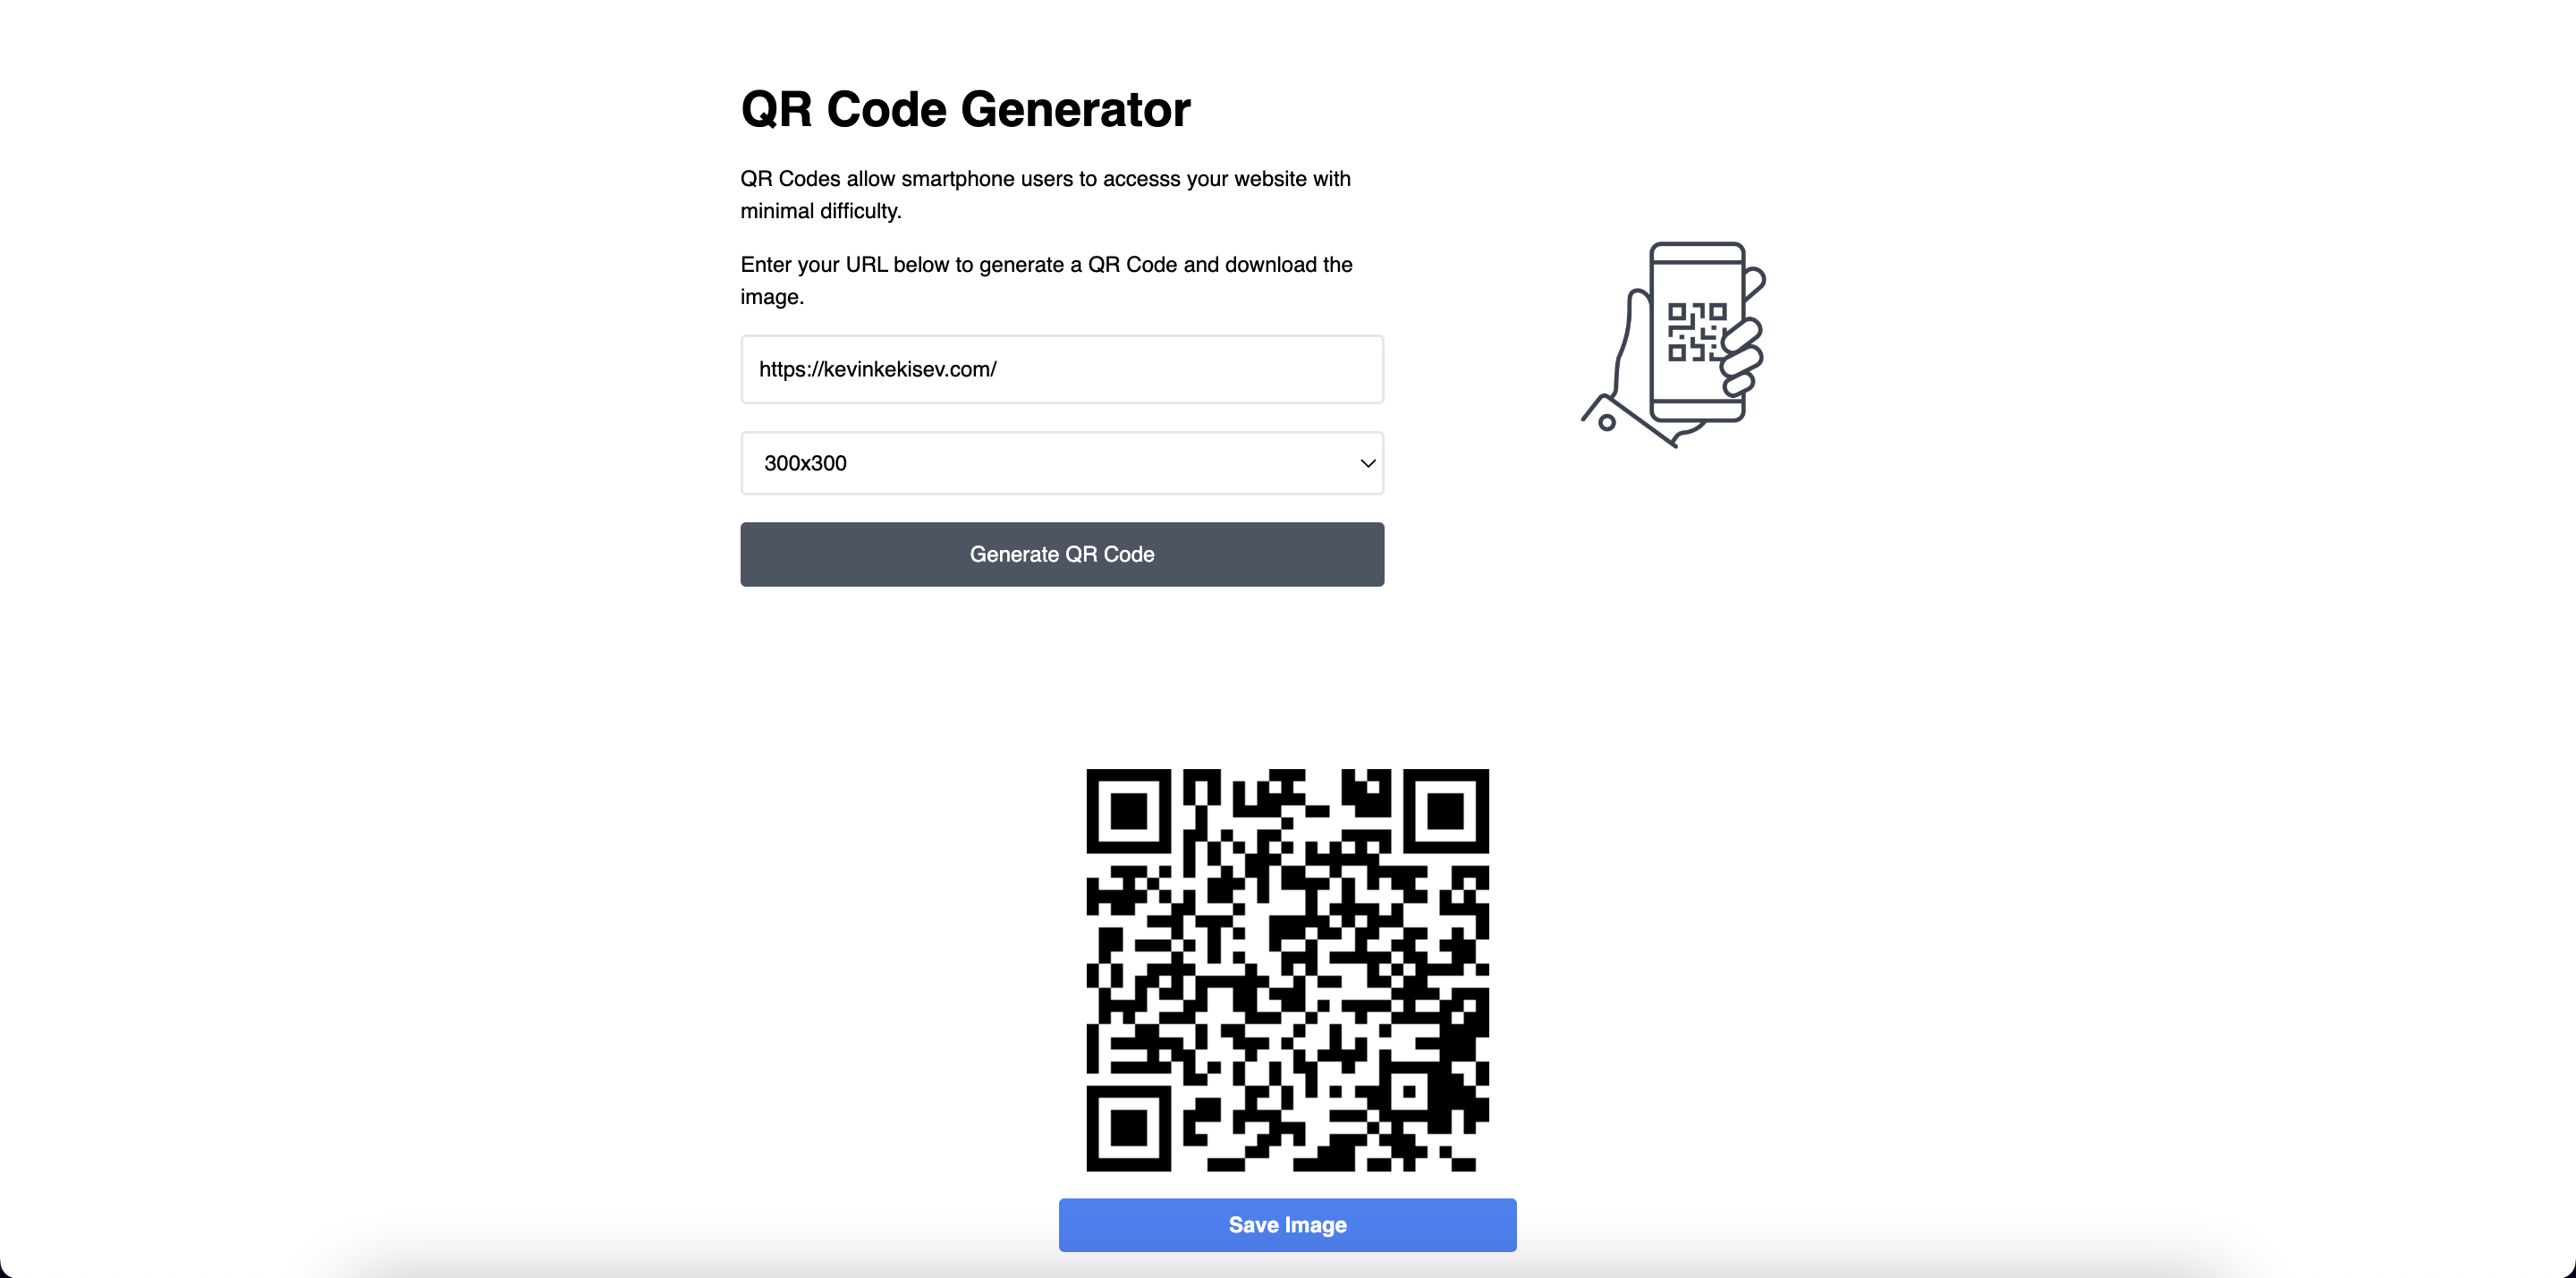 QR Code Generator
QR Codes allow smartphone users to accesss your website with
minimal difficulty.
Enter your URL below to generate a QR Code and download the
image.
https://kevinkekisev.com/
300x300
Generate QR Code
Save Image